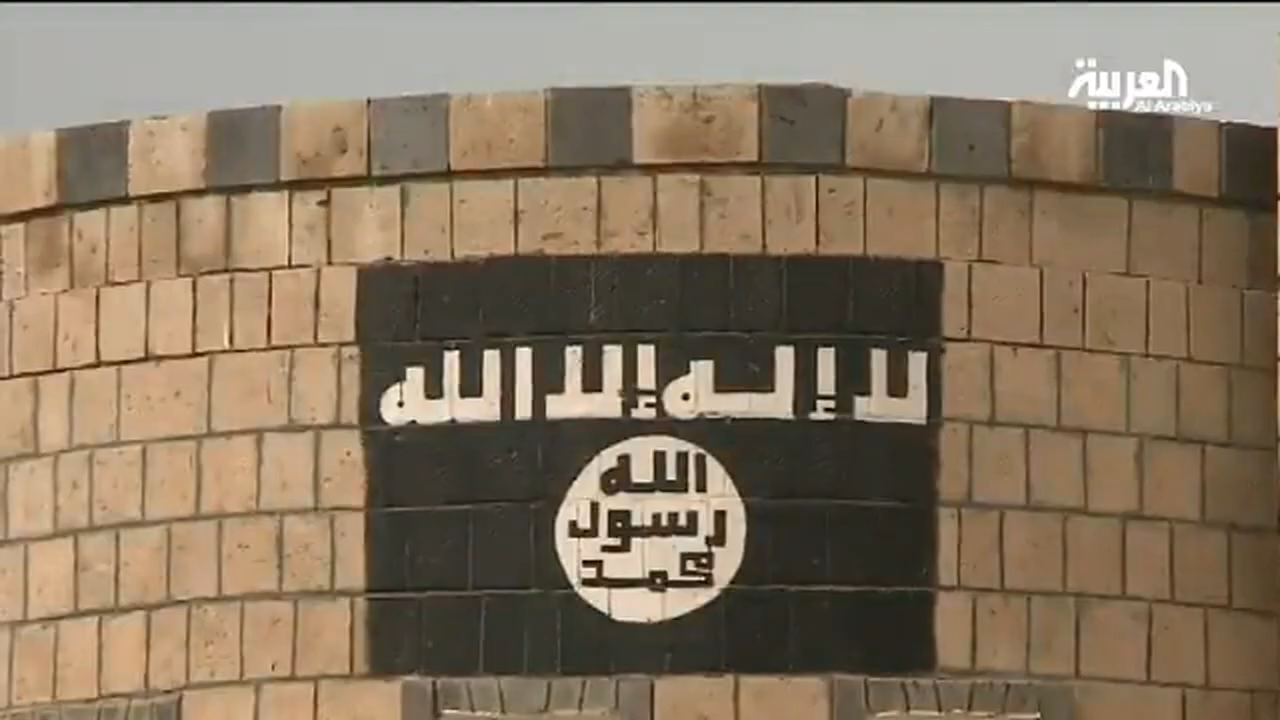 العربية
Al Arabiya
لا إله إلا الله
الله
رسول
محمد